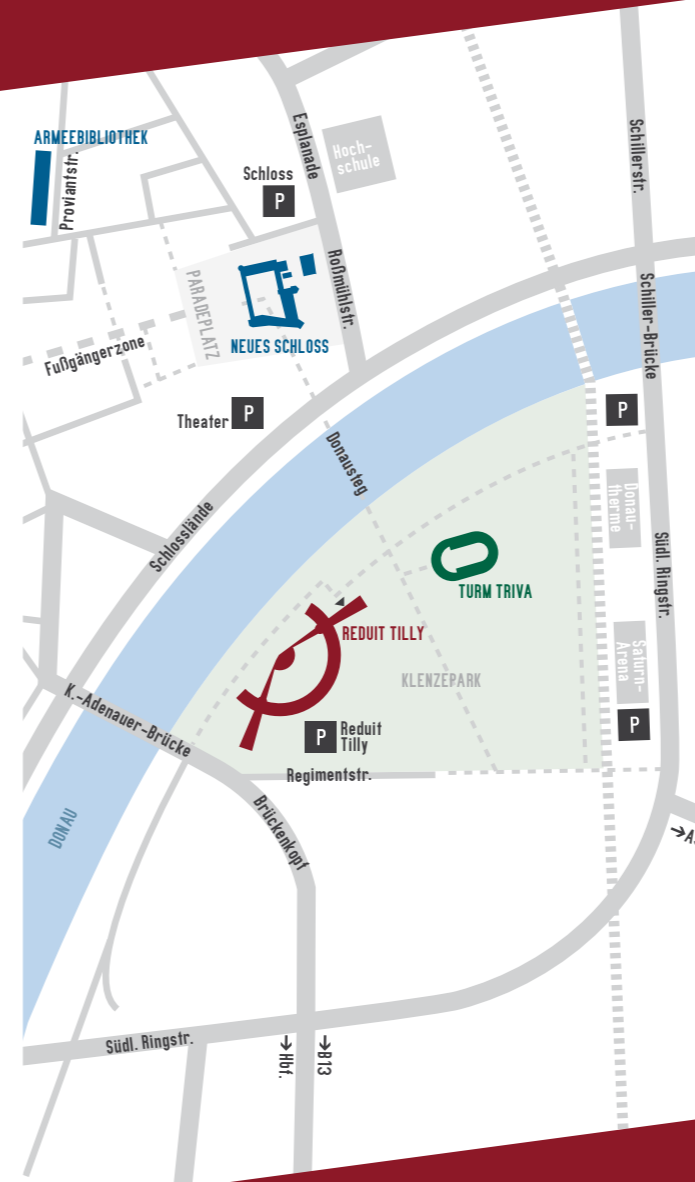 ARMEEBIBLIOTHEK
Proviantstr.
Esplanade
Hoch-
schule
Schillerstr.
Schloss
P
PARADEPLATZ
Roßmühlstr.
NEUES SCHLOSS
Schiller-Brücke
Fußgängerzone
Theater P
P
Donausteg
Donau-
therme
Schlosslände
Südl. Ringstr.
TURM TRIVA
REDUIT TILLY
KLENZEPARK
Saturn-
Arena
P
K.-Adenauer-Brücke
P Reduit
Tilly
Regimentstr.
DONAU
Brückenkopf
Südl. Ringstr.
→Hbf.
→B13